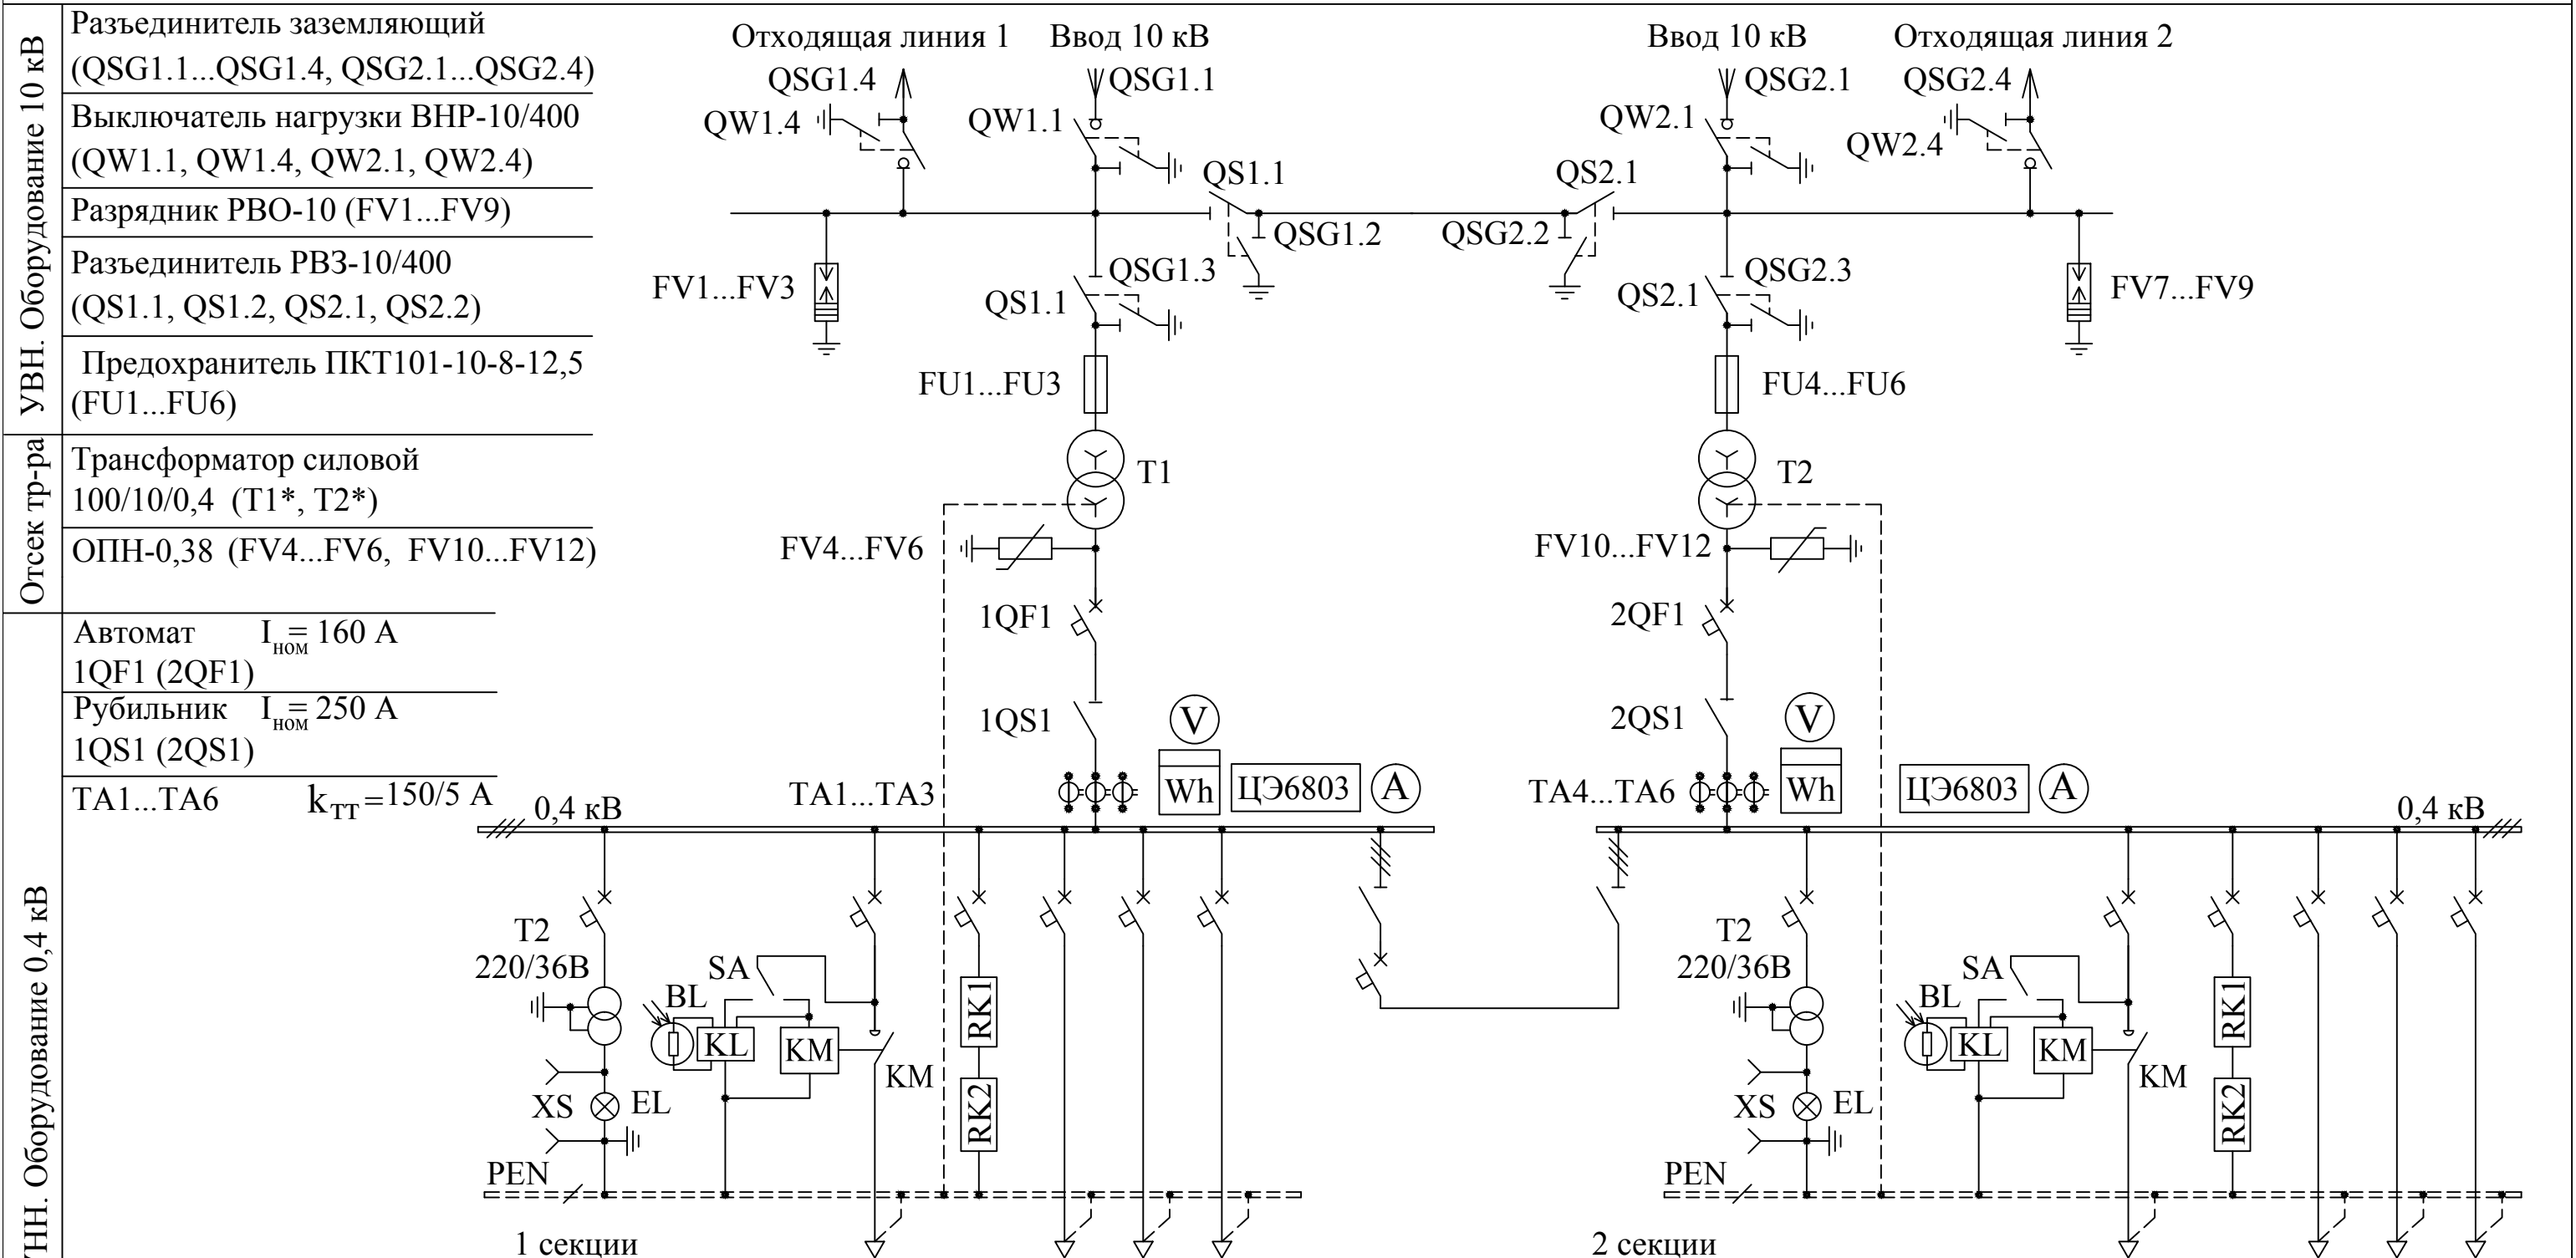 УВН. Оборудование 10 кВ
Разъединитель заземляющий
(QSG1.1...QSG1.4, QSG2.1...QSG2.4)
Выключатель нагрузки ВНР-10/400
(QW1.1, QW1.4, QW2.1, QW2.4)
Разрядник РВО-10 (FV1...FV9)
Разъединитель РВЗ-10/400
(QS1.1, QS1.2, QS2.1, QS2.2)
Предохранитель ПКТ101-10-8-12,5
(FU1...FU6)
Отсек тр-ра
Трансформатор силовой
100/10/0,4 (Т1*, Т2*)
ОПН-0,38 (FV4...FV6, FV10...FV12)
Оборудование 0,4 кВ
Автомат Iном= 160 А
1QF1 (2QF1)
Рубильник Iном= 250 А
1QS1 (2QS1)
ТА1...ТА6 kТТ=150/5 А
Отходящая линия 1
Ввод 10 кВ
Ввод 10 кВ
Отходящая линия 2
QSG1.4
QSG1.1
QSG2.1
QSG2.4
QW1.4
QW1.1
QW2.1
QW2.4
QS1.1
QS2.1
QSG1.2
QSG2.2
FV1...FV3
QSG1.3
QS1.1
QSG2.3
QS2.1
FV7...FV9
FU1...FU3
FU4...FU6
T1
T2
FV4...FV6
FV10...FV12
1QF1
2QF1
1QS1
V
2QS1
V
ТА1...ТА3
Wh
ЦЭ6803
А
ТА4...ТА6
Wh
ЦЭ6803
А
0,4 кВ
0,4 кВ
T2
220/36В
SA
BL
KL
KM
KM
RK1
RK2
XS
EL
PEN
1 секции
T2
220/36В
SA
BL
KL
KM
KM
RK1
RK2
XS
EL
PEN
2 секции